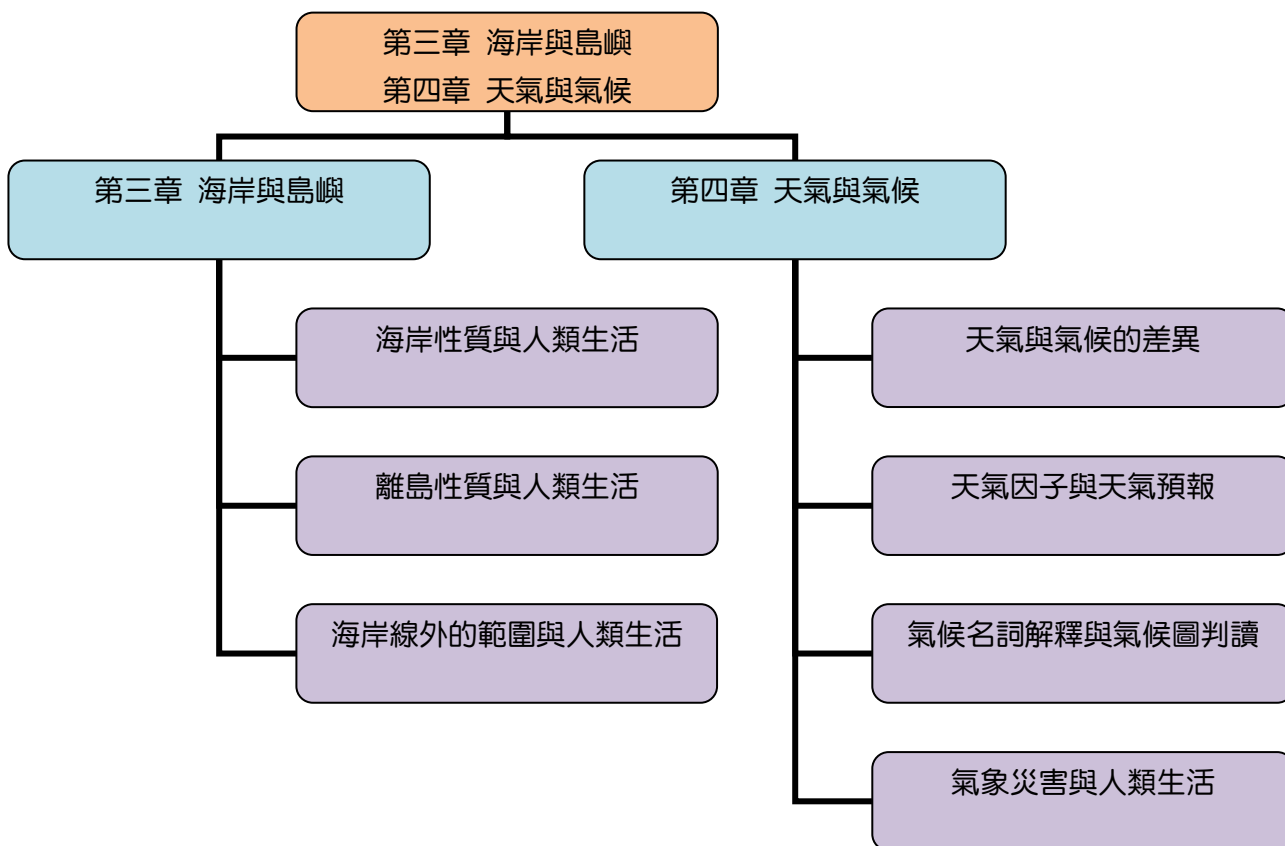 第三章 海岸與島嶼
第四章 天氣與氣候
第三章 海岸與島嶼
第四章 天氣與氣候
海岸性質與人類生活
天氣與氣候的差異
離島性質與人類生活
天氣因子與天氣預報
海岸線外的範圍與人類生活
氣候名詞解釋與氣候圖判讀
氣象災害與人類生活